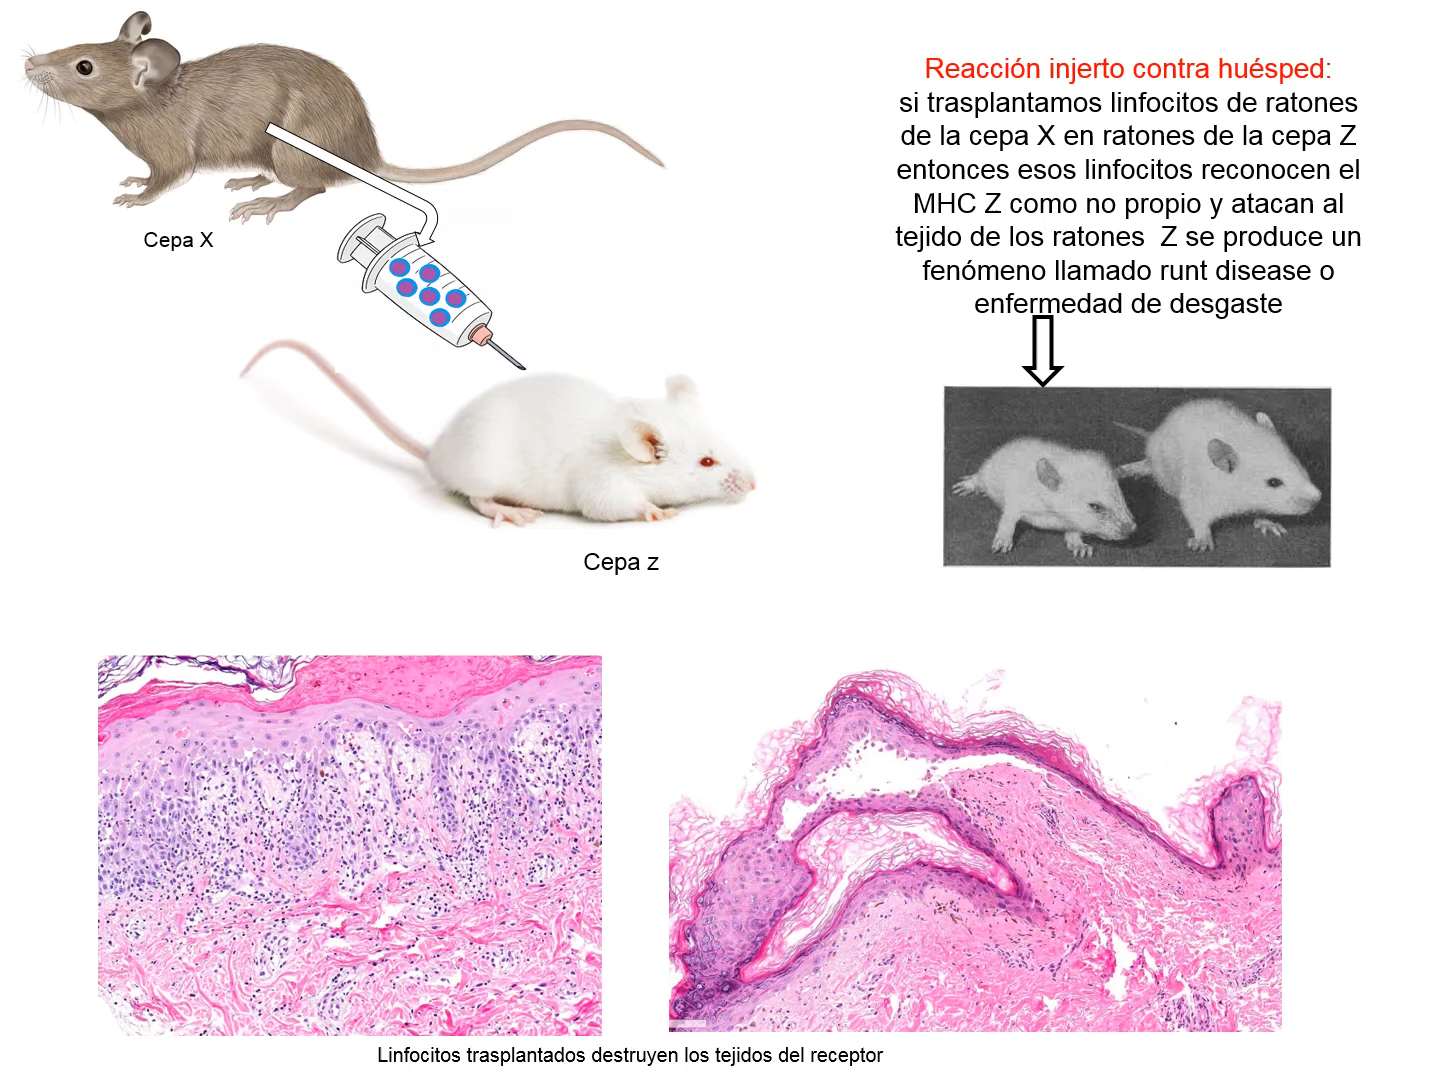 Reacción injerto contra huésped:
si trasplantamos linfocitos de ratones
de la cepa X en ratones de la cepa Z
entonces esos linfocitos reconocen el
MHC Z como no propio y atacan al
tejido de los ratones  Z se produce un
fenómeno llamado runt disease o
enfermedad de desgaste
Cepa X
Cepa z
Linfocitos trasplantados destruyen los tejidos del receptor